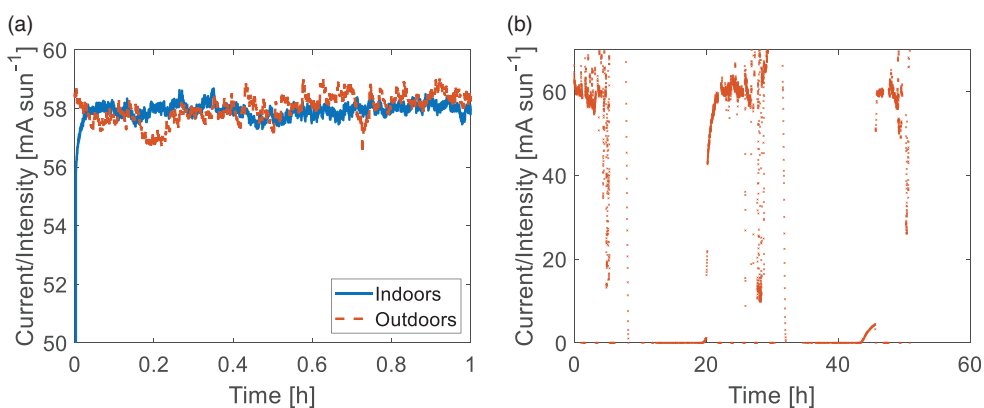 (a)
60
58
56
54
52
50
Current/Intensity [mA sun⁻¹]
0
0.2
0.4
0.6
0.8
1
Time [h]
Indoors
Outdoors
(b)
60
40
20
0
Current/Intensity [mA sun⁻¹]
0
20
40
60
Time [h]